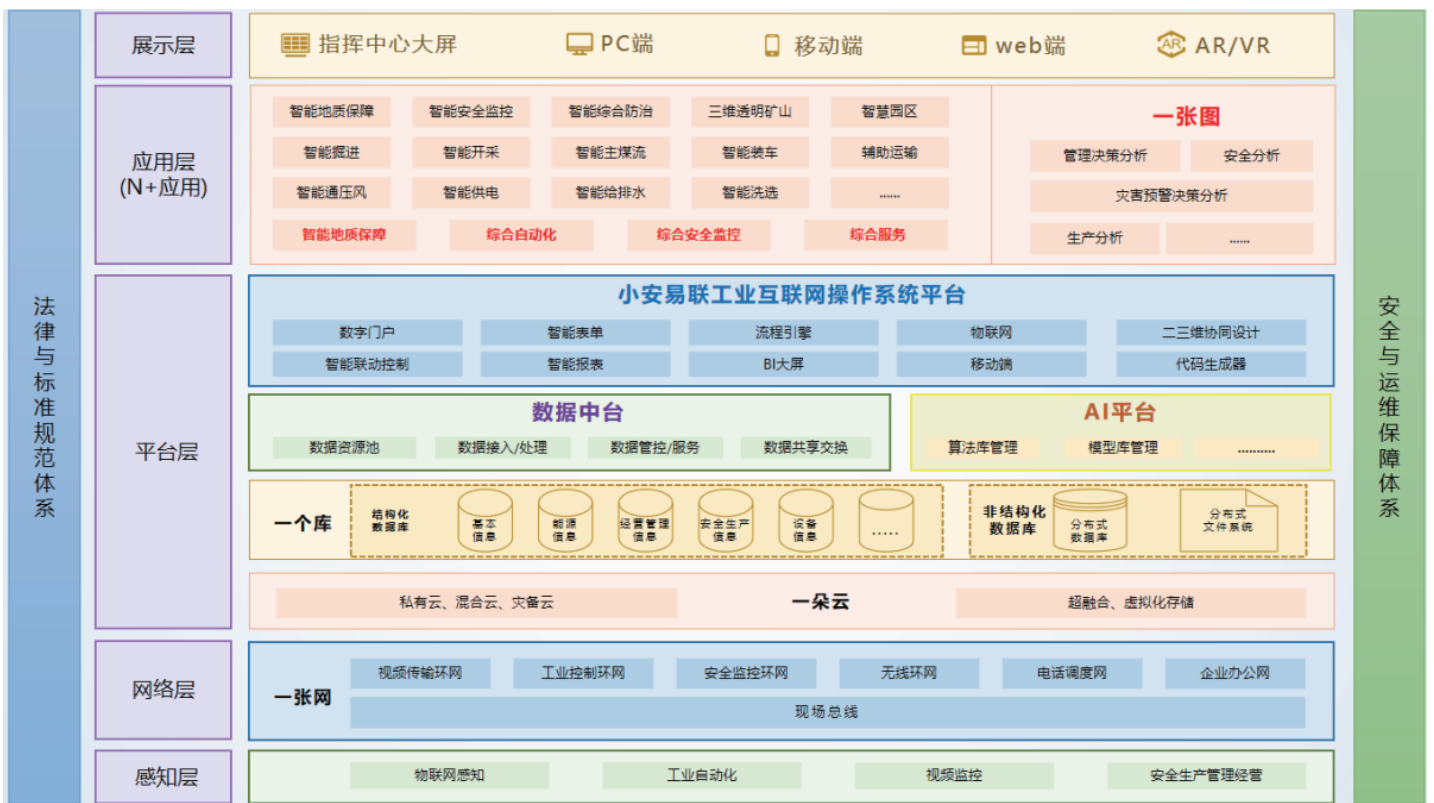 法律与标准规范体系
展示层
指挥中心大屏 PC端 移动端 web端 AR/VR
应用层
(N+应用)
智能地质保障 智能安全监控 智能综合防治 三维透明矿山 智慧园区
智能掘进 智能开采 智能主煤流 智能装车 辅助运输
智能通压风 智能供电 智能给排水 智能洗选 ......
智能地质保障 综合自动化 综合安全监控 综合服务
一张图
管理决策分析 安全分析
灾害预警决策分析
生产分析 ......
平台层
小安易联工业互联网操作系统平台
数字门户 智能表单 流程引擎 物联网 二三维协同设计
智能联动控制 智能报表 BI大屏 移动端 代码生成器
数据中台
数据资源池 数据接入/处理 数据管控/服务 数据共享交换
AI平台
算法库管理 模型库管理 ..........
一个库
结构化
数据库
基本
信息
能源
信息
经营管理
信息
安全生产
信息
设备
信息
.....
非结构化
数据库
分布式
数据库
分布式
文件系统
私有云、混合云、灾备云 一朵云 超融合、虚拟化存储
网络层
一张网
视频传输环网 工业控制环网 安全监控环网 无线环网 电话调度网 企业办公网
现场总线
感知层
物联网感知 工业自动化 视频监控 安全生产管理经营
安全与运维保障体系